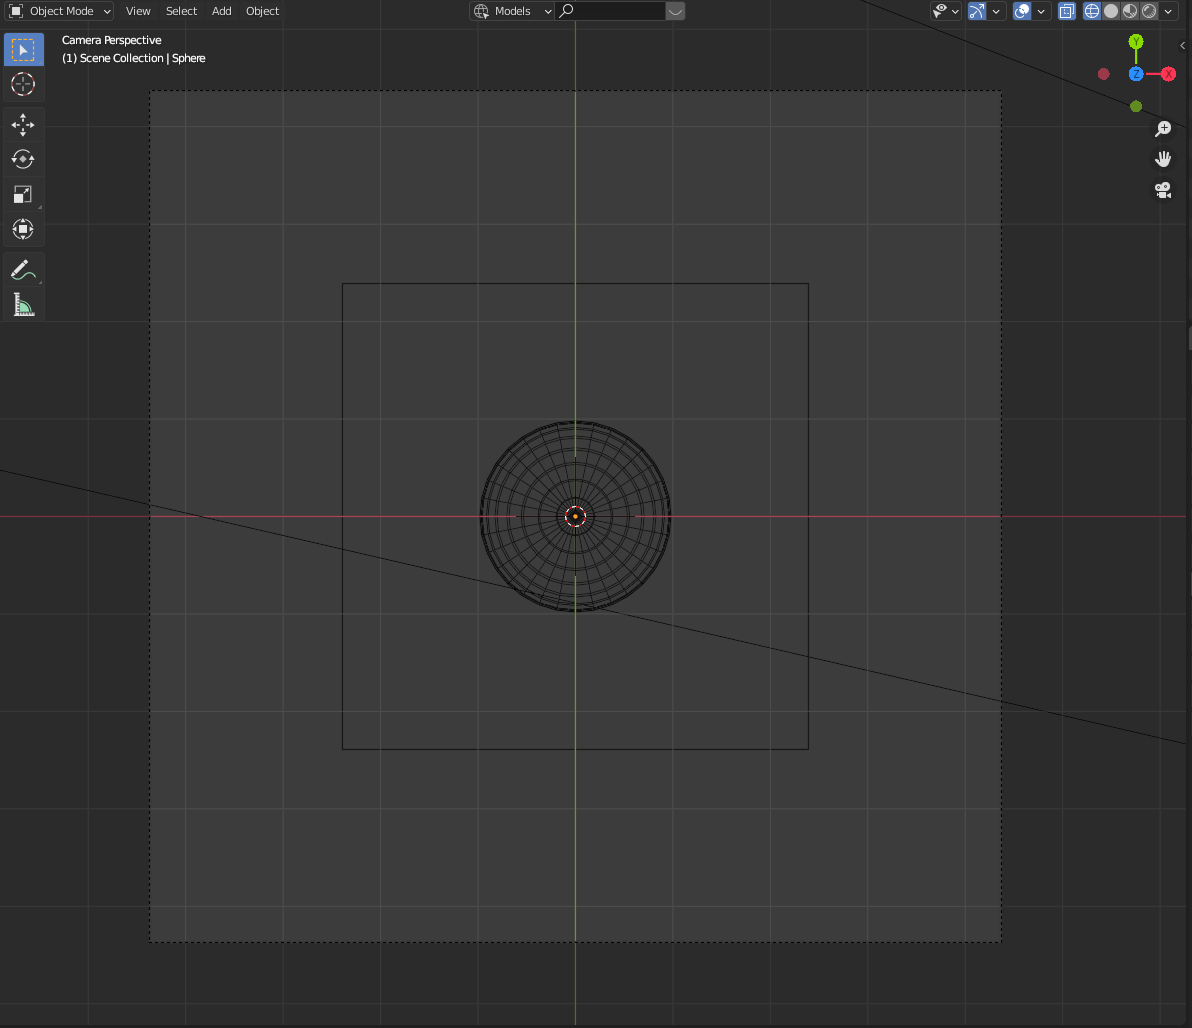 Object Mode View Select Add Object Models
Camera Perspective
(1) Scene Collection | Sphere
Y
Z X